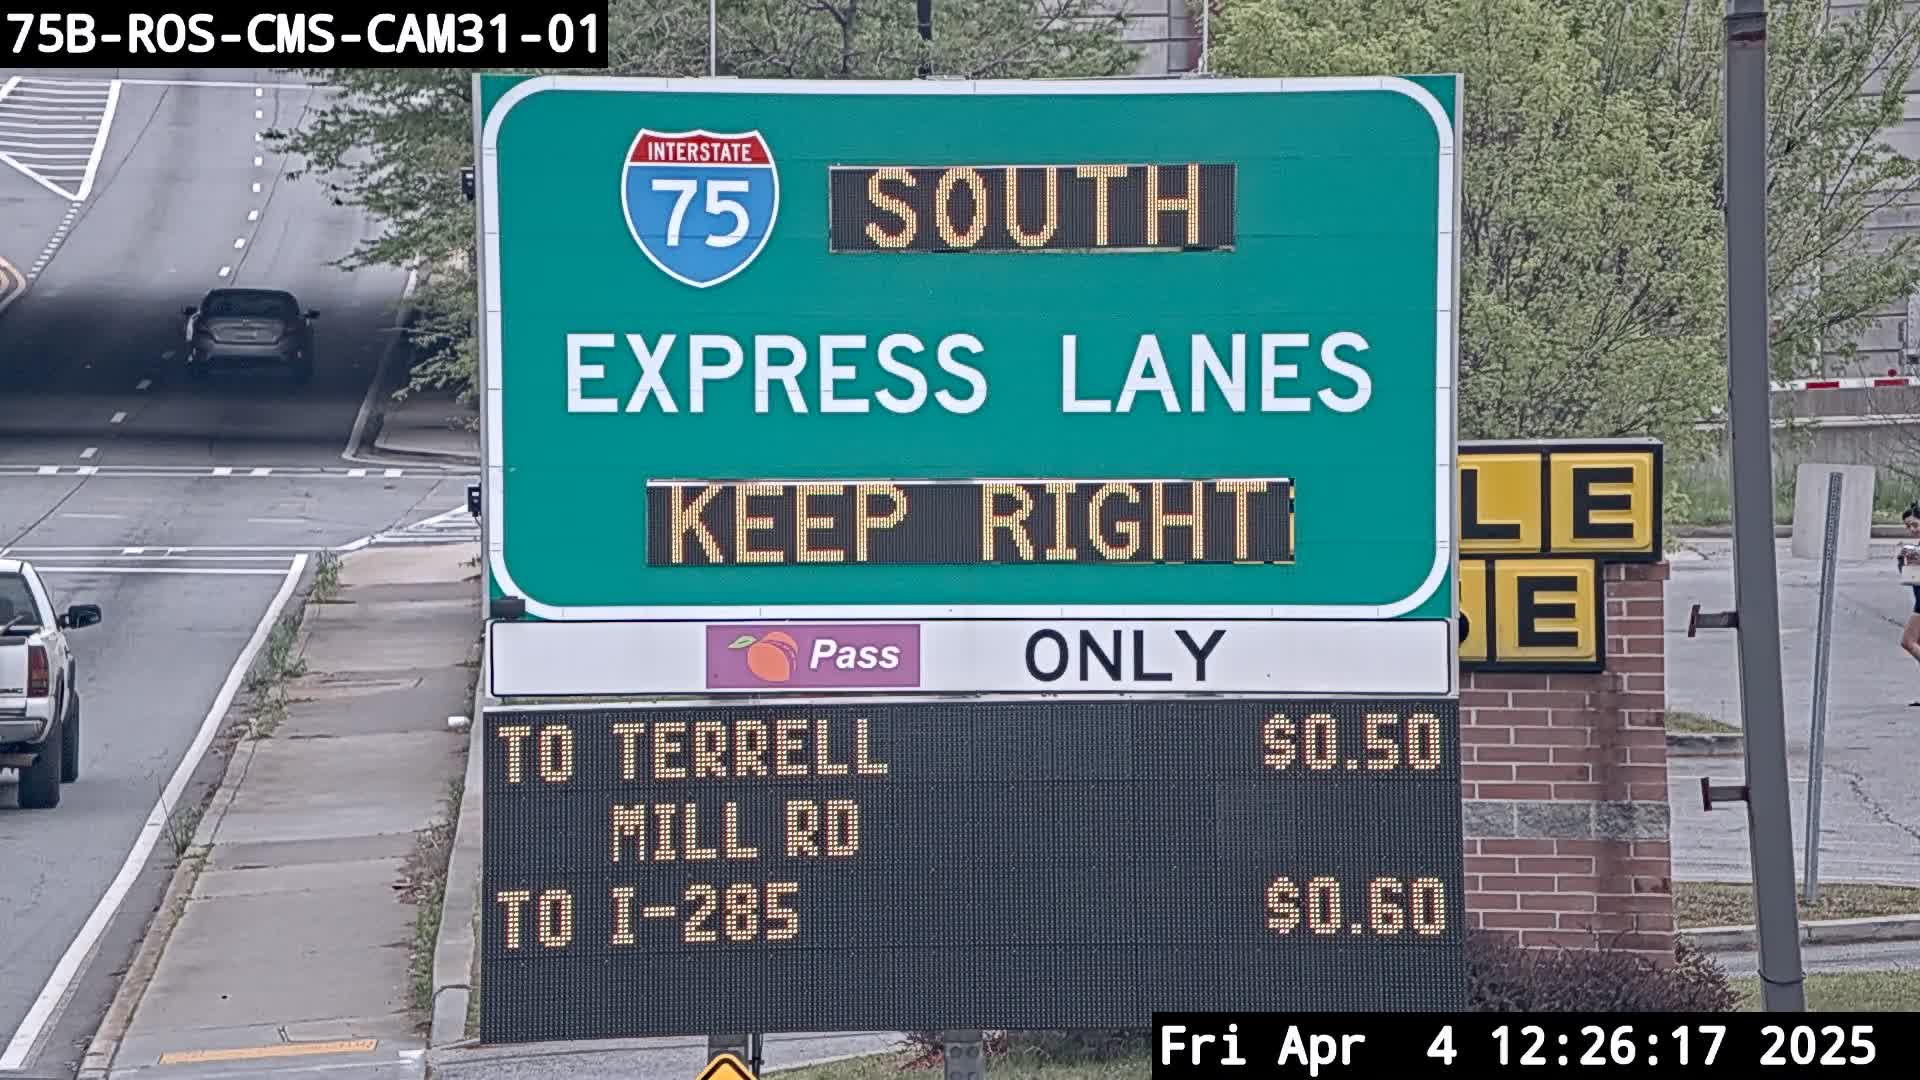 75B-ROS-CMS-CAM31-01
INTERSTATE
75
SOUTH
EXPRESS LANES
KEEP RIGHT
Pass ONLY
TO TERRELL $0.50
MILL RD
TO I-285 $0.60
LE
E
Fri Apr 4 12:26:17 2025